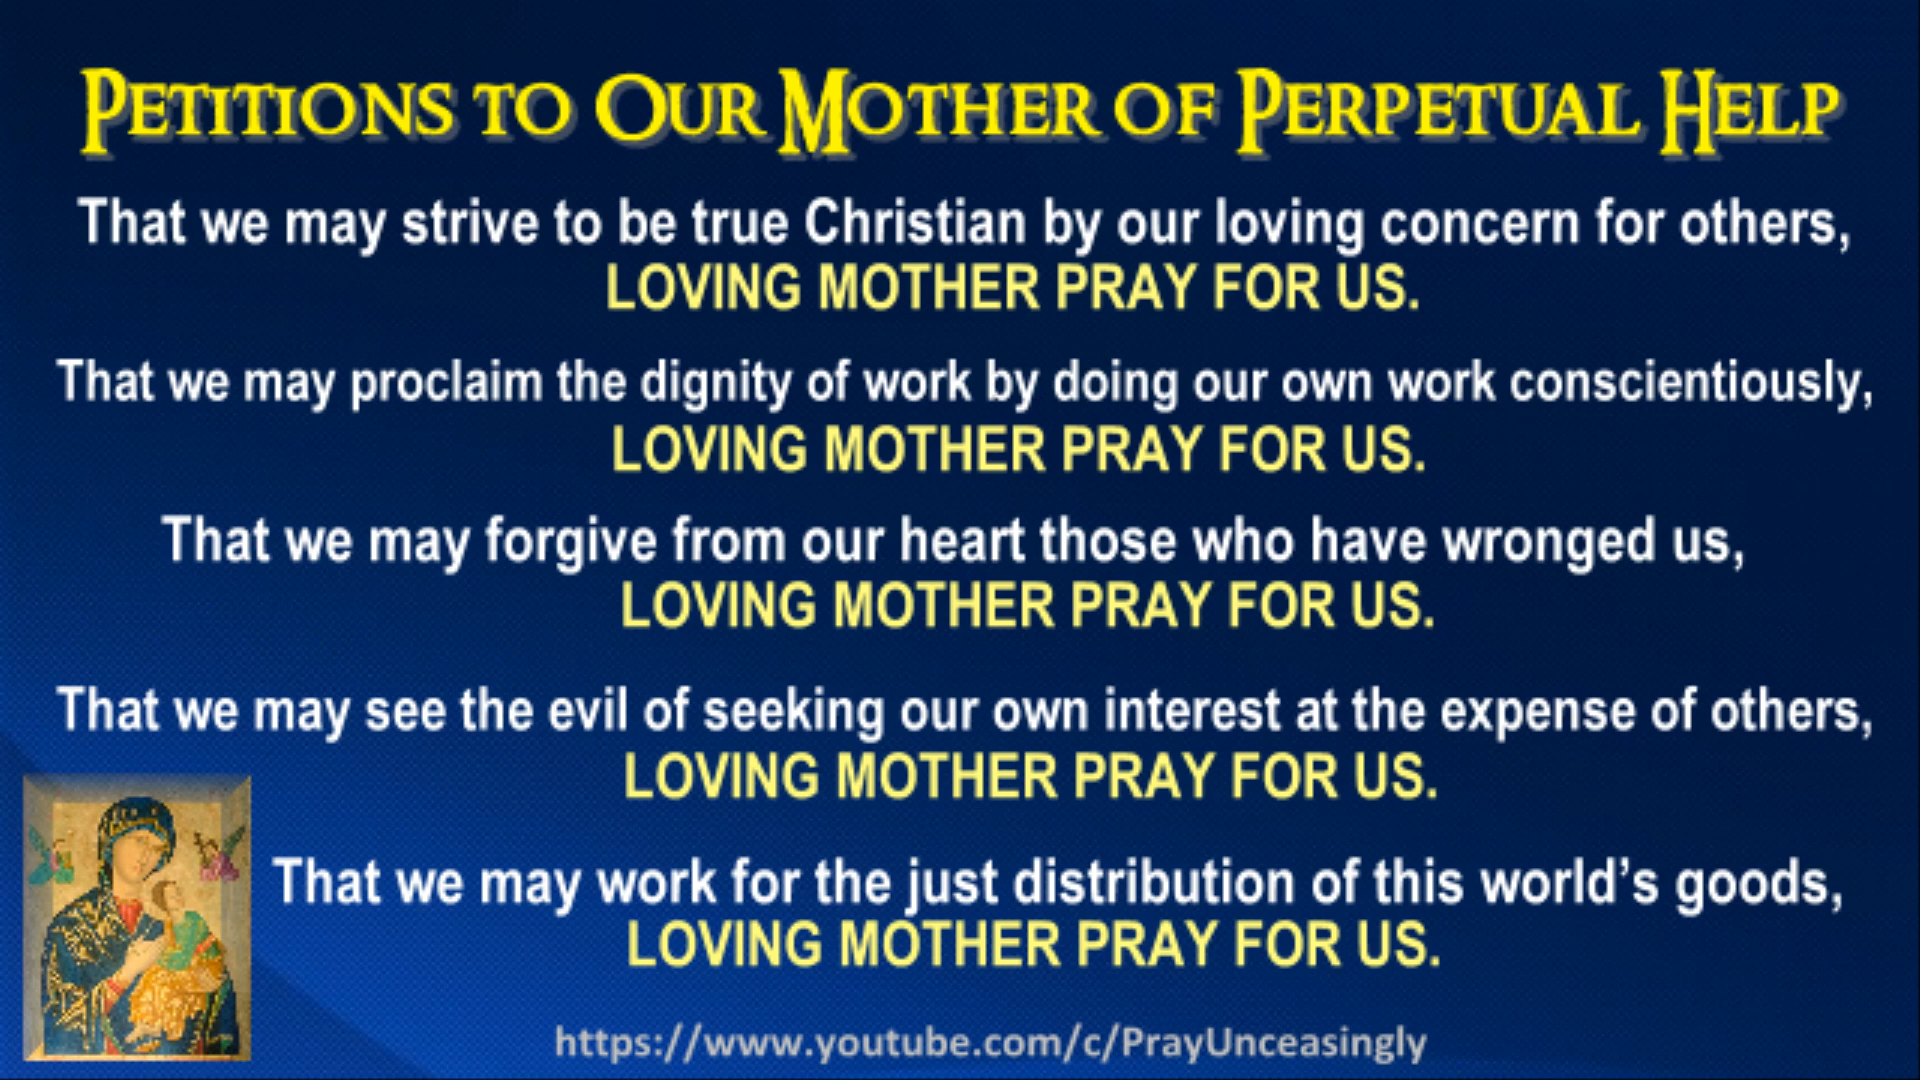 PETITIONS TO OUR MOTHER OF PERPETUAL HELP
That we may strive to be true Christian by our loving concern for others,
LOVING MOTHER PRAY FOR US.
That we may proclaim the dignity of work by doing our own work conscientiously,
LOVING MOTHER PRAY FOR US.
That we may forgive from our heart those who have wronged us,
LOVING MOTHER PRAY FOR US.
That we may see the evil of seeking our own interest at the expense of others,
LOVING MOTHER PRAY FOR US.
That we may work for the just distribution of this world’s goods,
LOVING MOTHER PRAY FOR US.
https://www.youtube.com/c/PrayUnceasingly